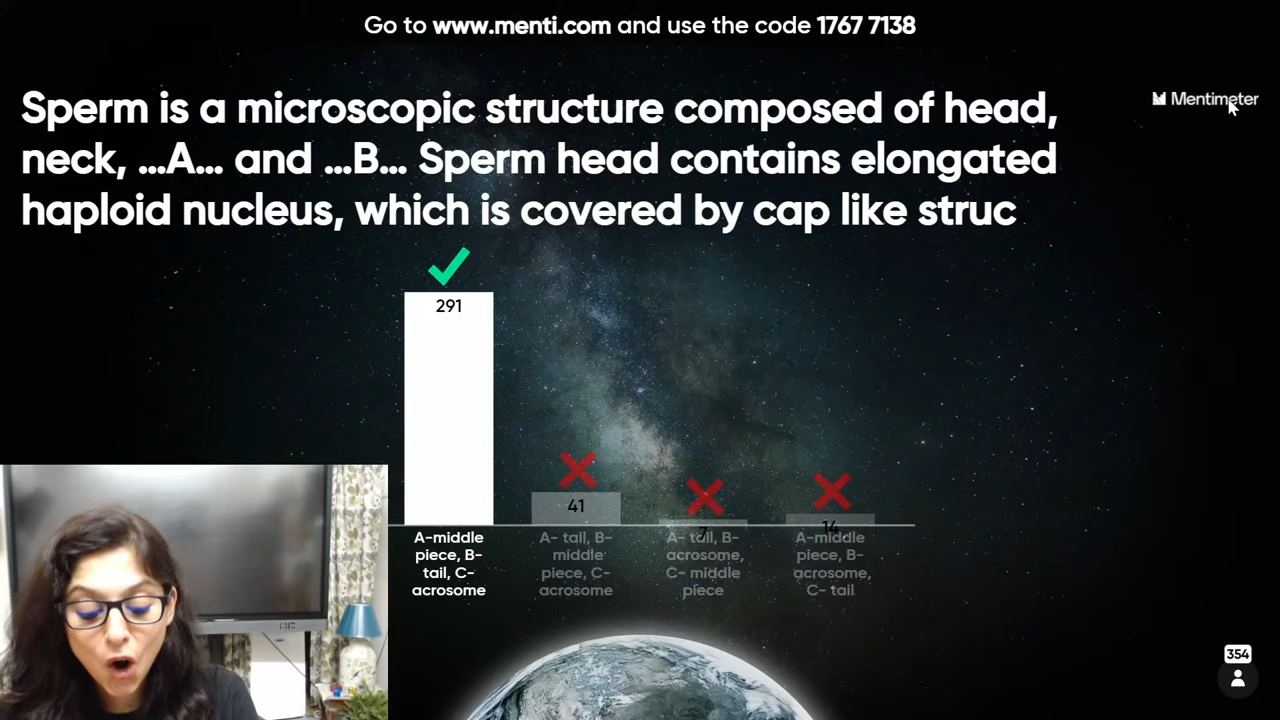 Go to www.menti.com and use the code 1767 7138
Mentimeter
Sperm is a microscopic structure composed of head,
neck, ...A... and ...B... Sperm head contains elongated
haploid nucleus, which is covered by cap like struc
291
41
7
14
A-middle
piece, B-
tail, C-
acrosome
A- tail, B-
middle
piece, C-
acrosome
A- tail, B-
acrosome,
C- middle
piece
A-middle
piece, B-
acrosome,
C- tail
354